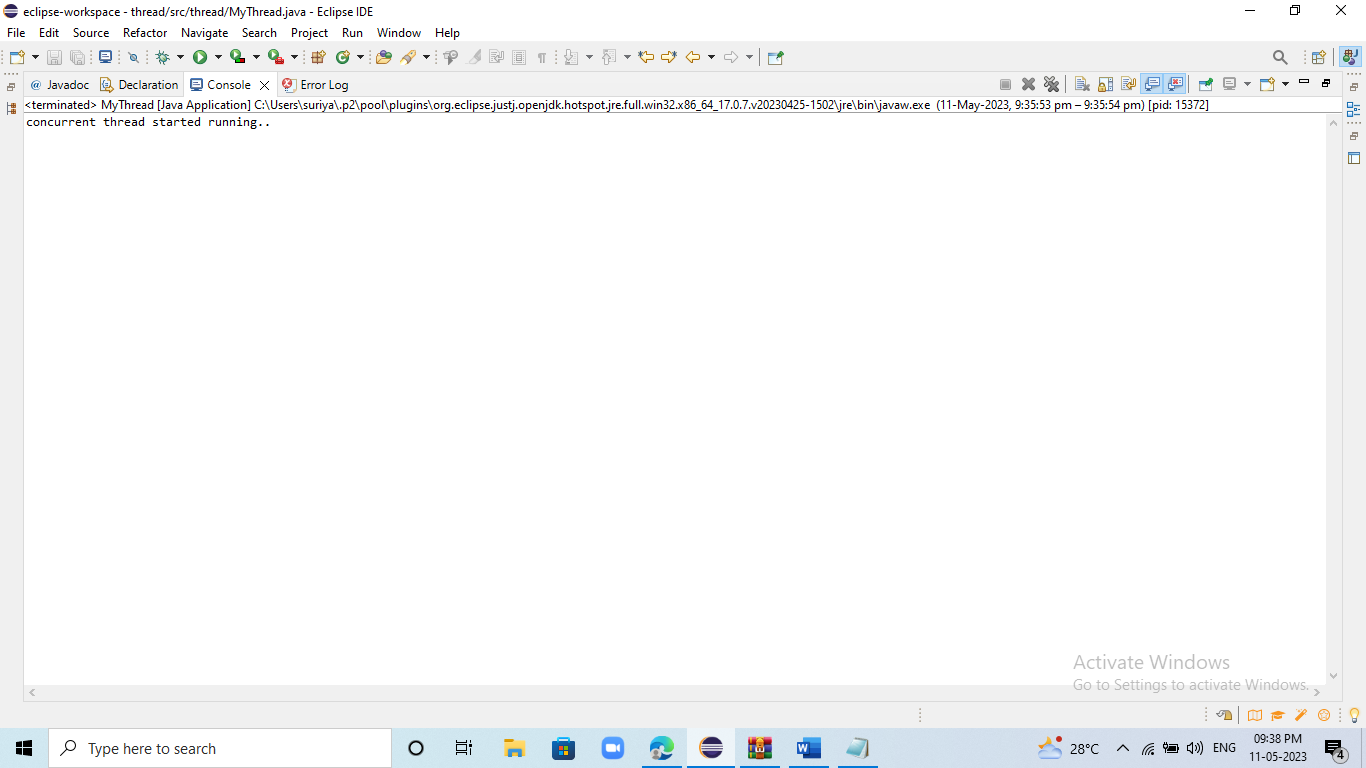 eclipse-workspace - thread/src/thread/MyThread.java - Eclipse IDE
File Edit Source Refactor Navigate Search Project Run Window Help
@ Javadoc Declaration Console Error Log
<terminated> MyThread [Java Application] C:\Users\suriya\.p2\pool\plugins\org.eclipse.justj.openjdk.hotspot.jre.full.win32.x86_64_17.0.7.v20230425-1502\jre\bin\javaw.exe (11-May-2023, 9:35:53 pm – 9:35:54 pm) [pid: 15372]
concurrent thread started running..
Activate Windows
Go to Settings to activate Windows.
Type here to search
28°C
ENG
09:38 PM
11-05-2023
4